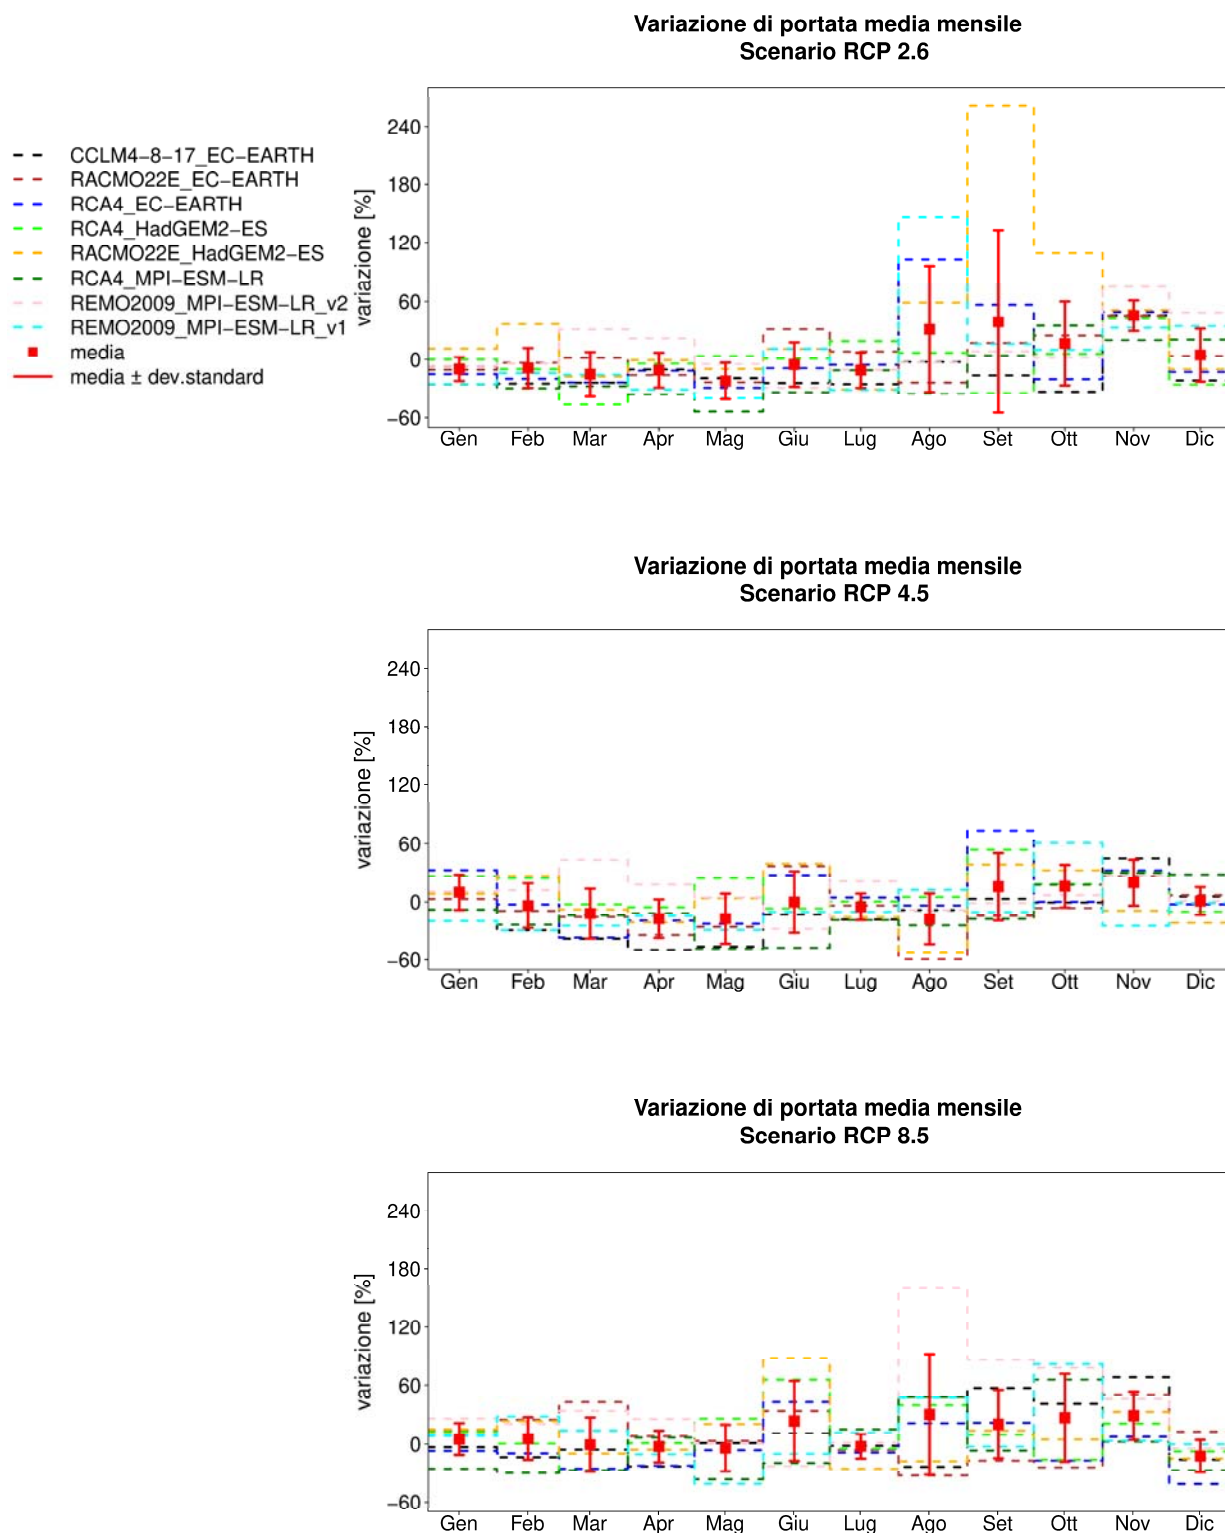 Variazione di portata media mensile
Scenario RCP 2.6
CCLM4-8-17_EC-EARTH
RACMO22E_EC-EARTH
RCA4_EC-EARTH
RCA4_HadGEM2-ES
RACMO22E_HadGEM2-ES
RCA4_MPI-ESM-LR
REMO2009_MPI-ESM-LR_v2
REMO2009_MPI-ESM-LR_v1
media
media ± dev.standard
variazione [%]
240
180
120
60
0
-60
Gen Feb Mar Apr Mag Giu Lug Ago Set Ott Nov Dic
Variazione di portata media mensile
Scenario RCP 4.5
variazione [%]
240
180
120
60
0
-60
Gen Feb Mar Apr Mag Giu Lug Ago Set Ott Nov Dic
Variazione di portata media mensile
Scenario RCP 8.5
variazione [%]
240
180
120
60
0
-60
Gen Feb Mar Apr Mag Giu Lug Ago Set Ott Nov Dic